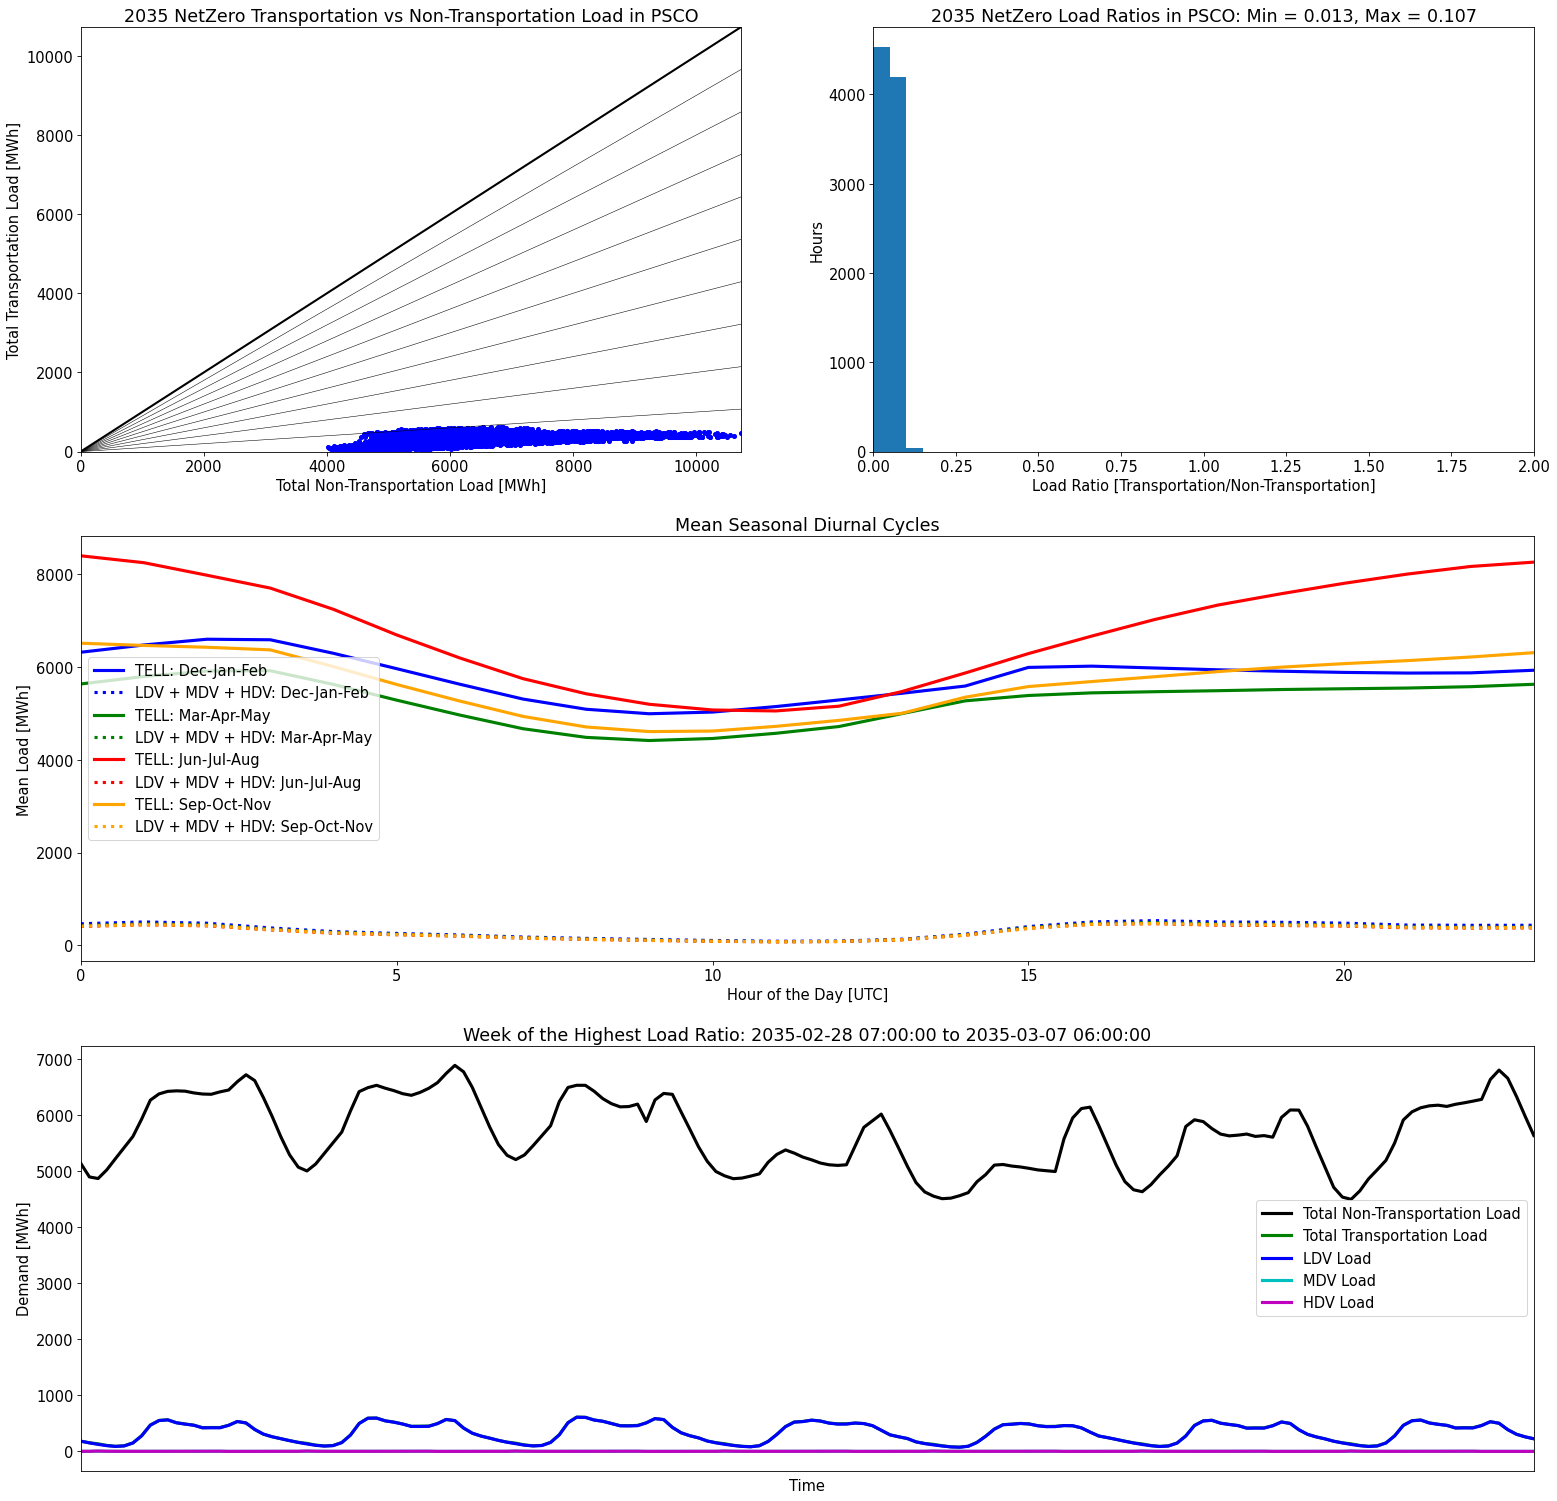 2035 NetZero Transportation vs Non-Transportation Load in PSCO
10000
8000
6000
4000
2000
0
Total Transportation Load [MWh]
0 2000 4000 6000 8000 10000
Total Non-Transportation Load [MWh]
2035 NetZero Load Ratios in PSCO: Min = 0.013, Max = 0.107
4000
3000
2000
1000
0
Hours
0.00 0.25 0.50 0.75 1.00 1.25 1.50 1.75 2.00
Load Ratio [Transportation/Non-Transportation]
Mean Seasonal Diurnal Cycles
8000
6000
4000
2000
0
Mean Load [MWh]
TELL: Dec-Jan-Feb
LDV + MDV + HDV: Dec-Jan-Feb
TELL: Mar-Apr-May
LDV + MDV + HDV: Mar-Apr-May
TELL: Jun-Jul-Aug
LDV + MDV + HDV: Jun-Jul-Aug
TELL: Sep-Oct-Nov
LDV + MDV + HDV: Sep-Oct-Nov
0 5 10 15 20
Hour of the Day [UTC]
Week of the Highest Load Ratio: 2035-02-28 07:00:00 to 2035-03-07 06:00:00
7000
6000
5000
4000
3000
2000
1000
0
Demand [MWh]
Total Non-Transportation Load
Total Transportation Load
LDV Load
MDV Load
HDV Load
Time